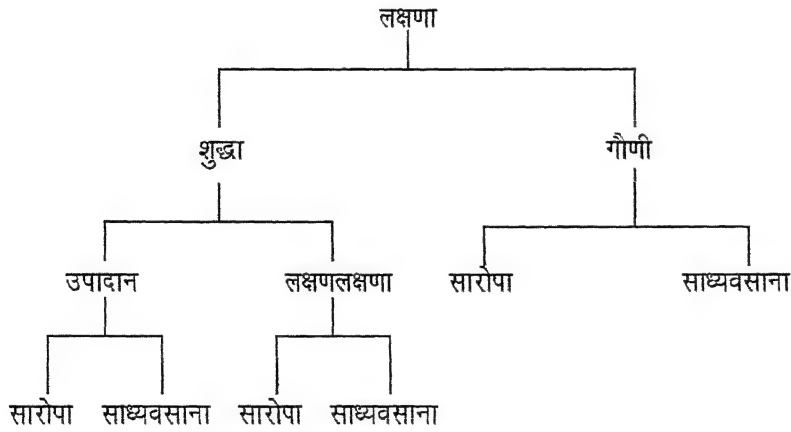 लक्षणा
शुद्धा गौणी
उपादान लक्षणलक्षणा सारोपा साध्यवसाना
सारोपा साध्यवसाना सारोपा साध्यवसाना